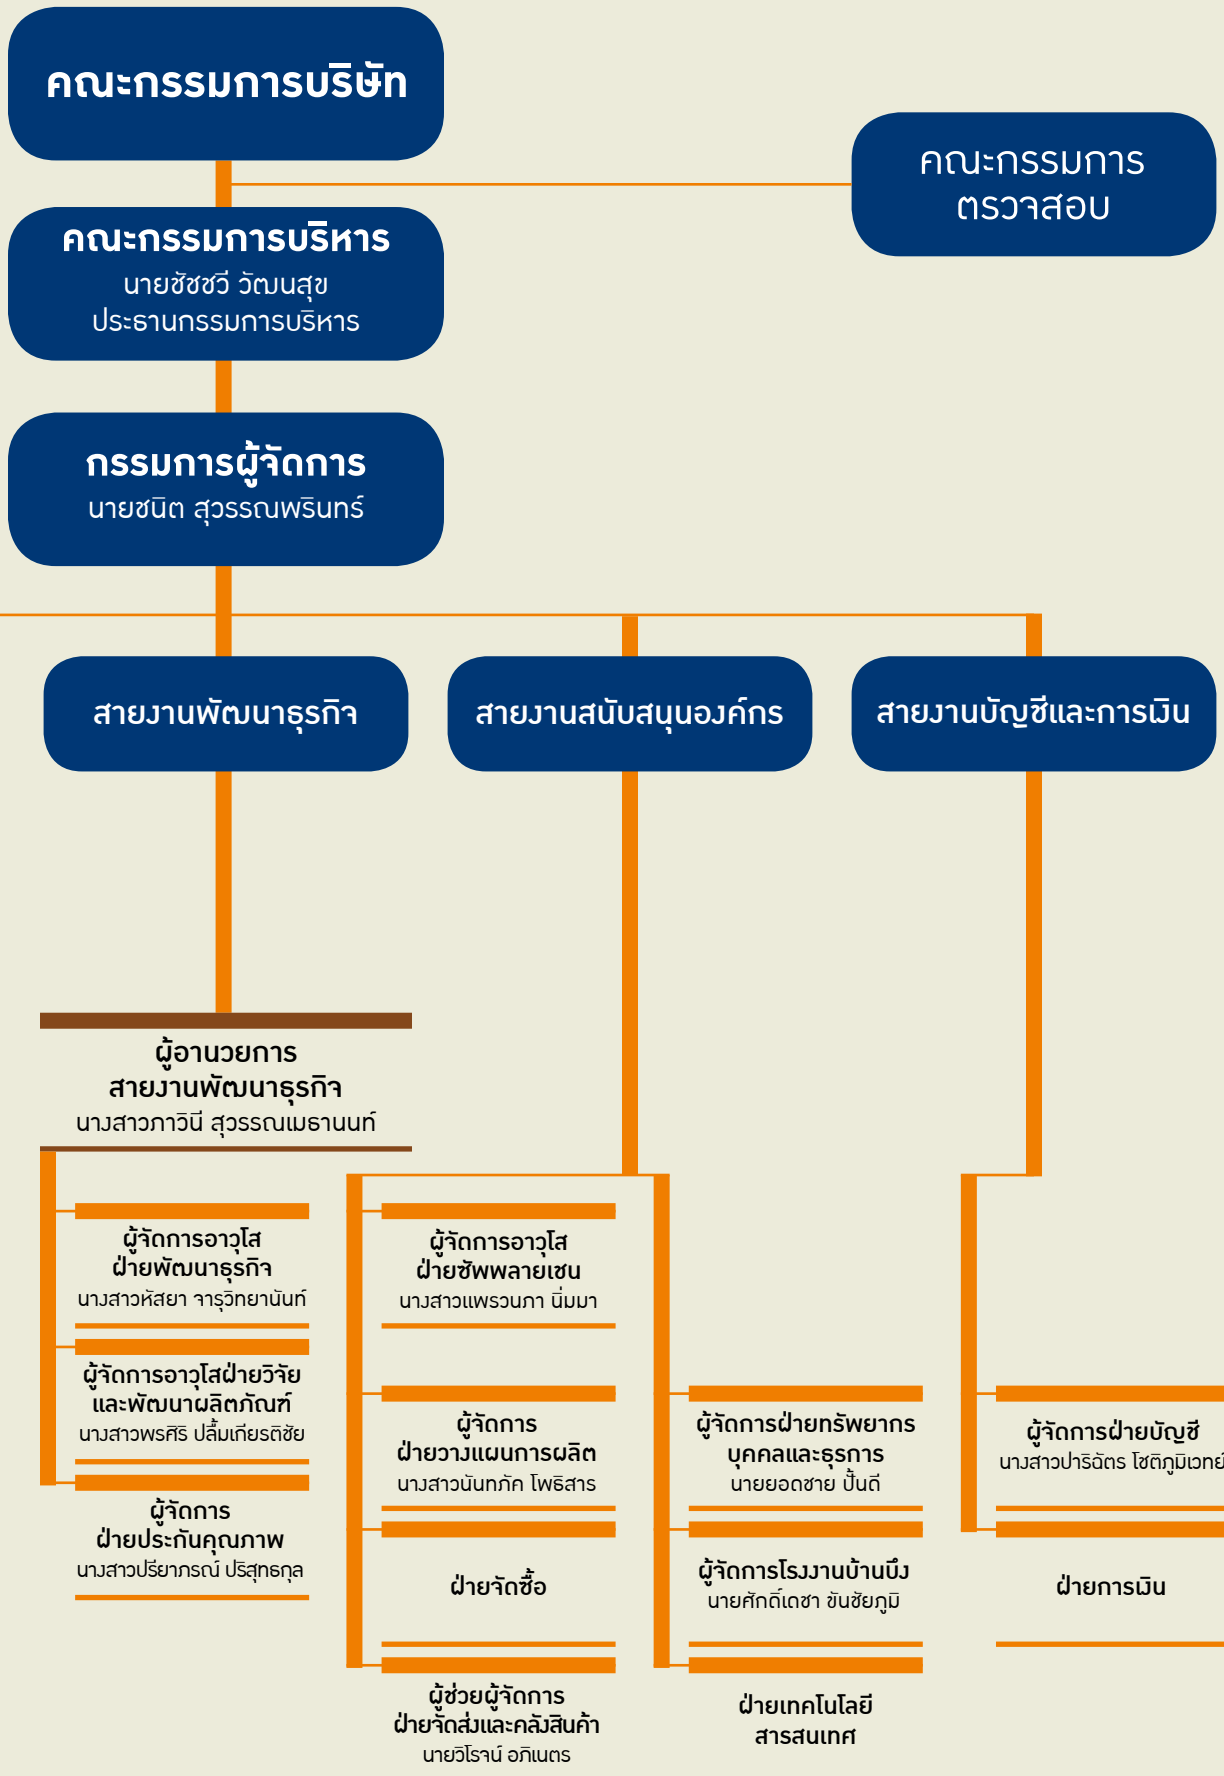 คณะกรรมการบริษัท
คณะกรรมการ
ตรวจสอบ
คณะกรรมการบริหาร
นายชัชชวี วัฒนสุข
ประธานกรรมการบริหาร
กรรมการผู้จัดการ
นายชนิต สุวรรณพรินทร์
สายงานพัฒนาธุรกิจ
สายงานสนับสนุนองค์กร
สายงานบัญชีและการเงิน
ผู้อำนวยการ
สายงานพัฒนาธุรกิจ
นางสาวภาวินี สุวรรณเมธานนท์
ผู้จัดการอาวุโส
ฝ่ายพัฒนาธุรกิจ
นางสาวหัสยา จารุวิทยานันท์
ผู้จัดการอาวุโสฝ่ายวิจัย
และพัฒนาผลิตภัณฑ์
นางสาวพรศิริ ปลื้มเกียรติชัย
ผู้จัดการ
ฝ่ายประกันคุณภาพ
นางสาวปรียาภรณ์ ปริสุทธกุล
ผู้จัดการอาวุโส
ฝ่ายซัพพลายเชน
นางสาวแพรวนภา นิ่มมา
ผู้จัดการ
ฝ่ายวางแผนการผลิต
นางสาวนันทภัค โพธิสาร
ฝ่ายจัดซื้อ
ผู้ช่วยผู้จัดการ
ฝ่ายจัดส่งและคลังสินค้า
นายวิโรจน์ อภิเนตร
ผู้จัดการฝ่ายทรัพยากร
บุคคลและธุรการ
นายยอดชาย ปั้นดี
ผู้จัดการโรงงานบ้านบึง
นายศักดิ์เดชา ขันชัยภูมิ
ฝ่ายเทคโนโลยี
สารสนเทศ
ผู้จัดการฝ่ายบัญชี
นางสาวปาริฉัตร โชติภูมิเวทย์
ฝ่ายการเงิน